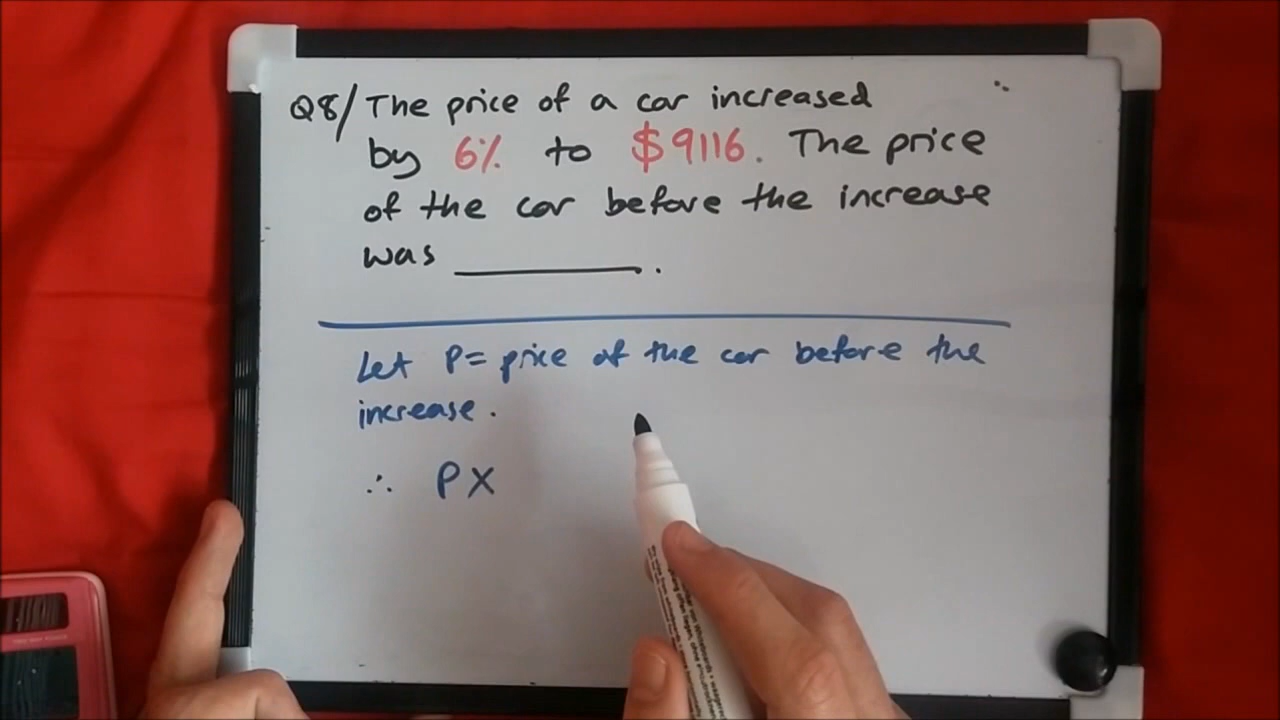 Q8/ The price of a car increased
by 6% to $9116. The price
of the car before the increase
was ________.
Let P= price of the car before the
increase.
∴ P X